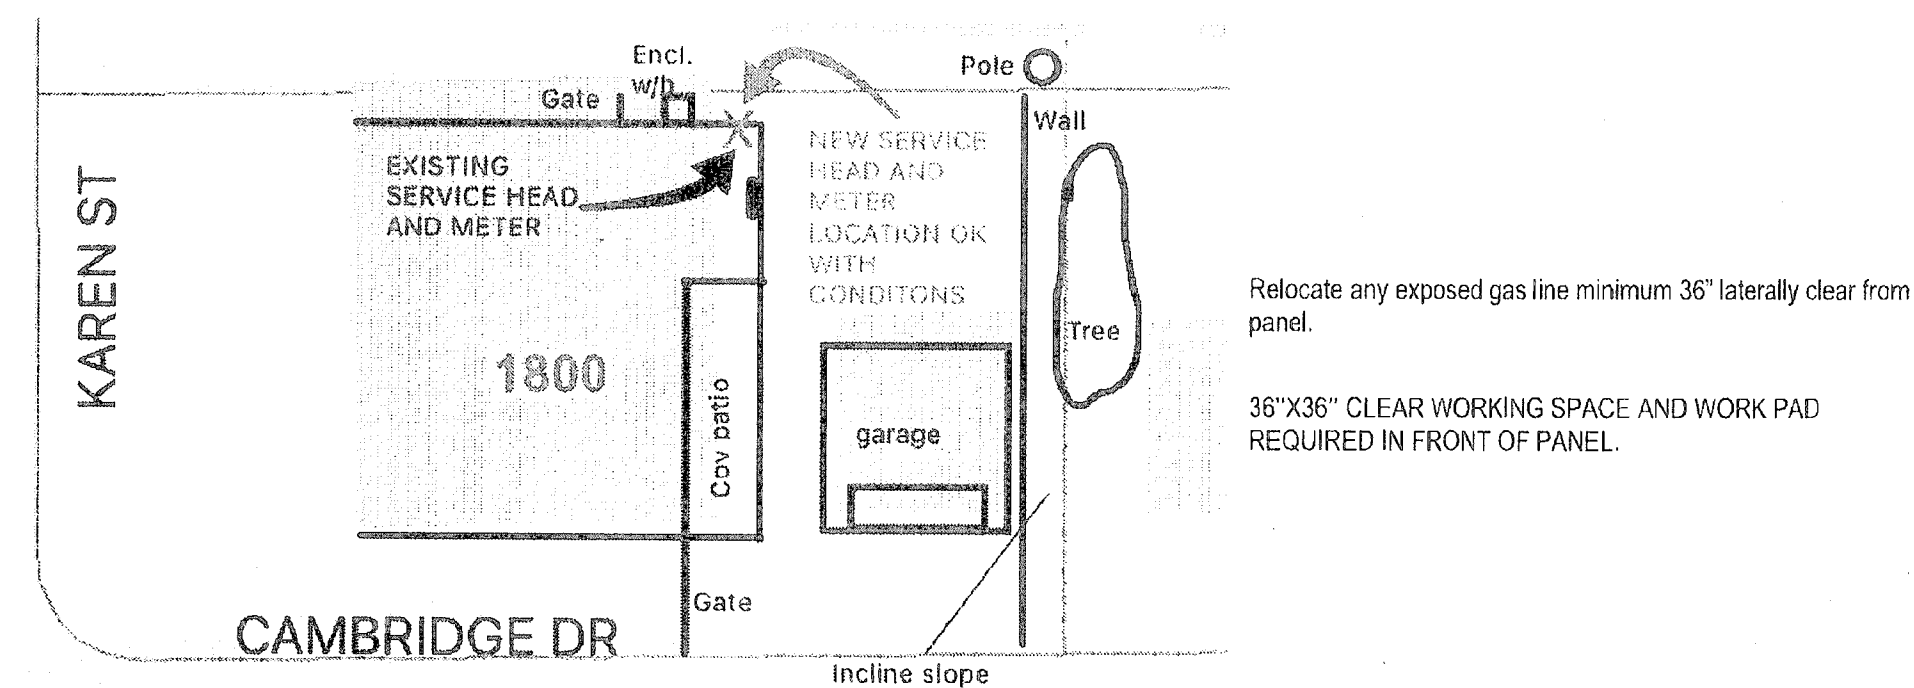 Encl.
w/h
Gate
Pole
Wall
EXISTING
SERVICE HEAD
AND METER
NEW SERVICE
HEAD AND
METER
LOCATION OK
WITH
CONDITONS
KAREN ST
1800
Cov patio
garage
Tree
Relocate any exposed gas line minimum 36" laterally clear from
panel.
36"X36" CLEAR WORKING SPACE AND WORK PAD
REQUIRED IN FRONT OF PANEL.
Gate
CAMBRIDGE DR
Incline slope